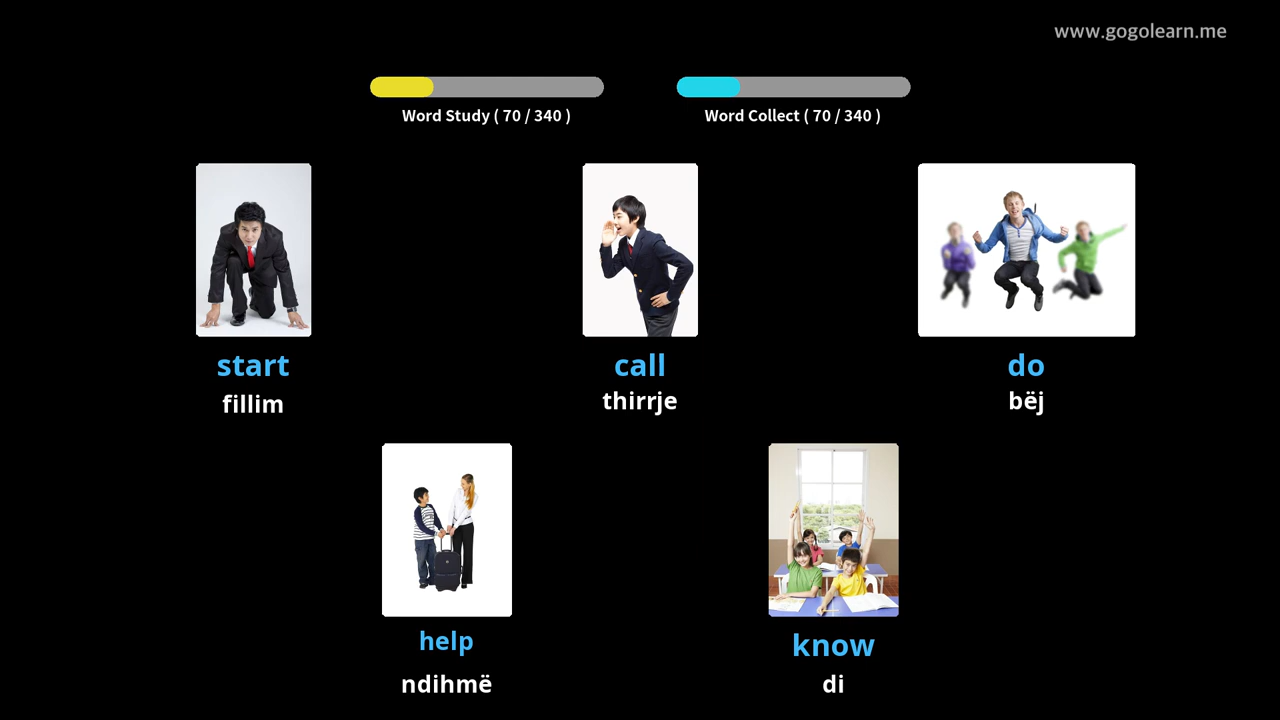 www.gogolearn.me
Word Study ( 70 / 340 )
Word Collect ( 70 / 340 )
start
fillim
call
thirrje
do
bëj
help
ndihmë
know
di